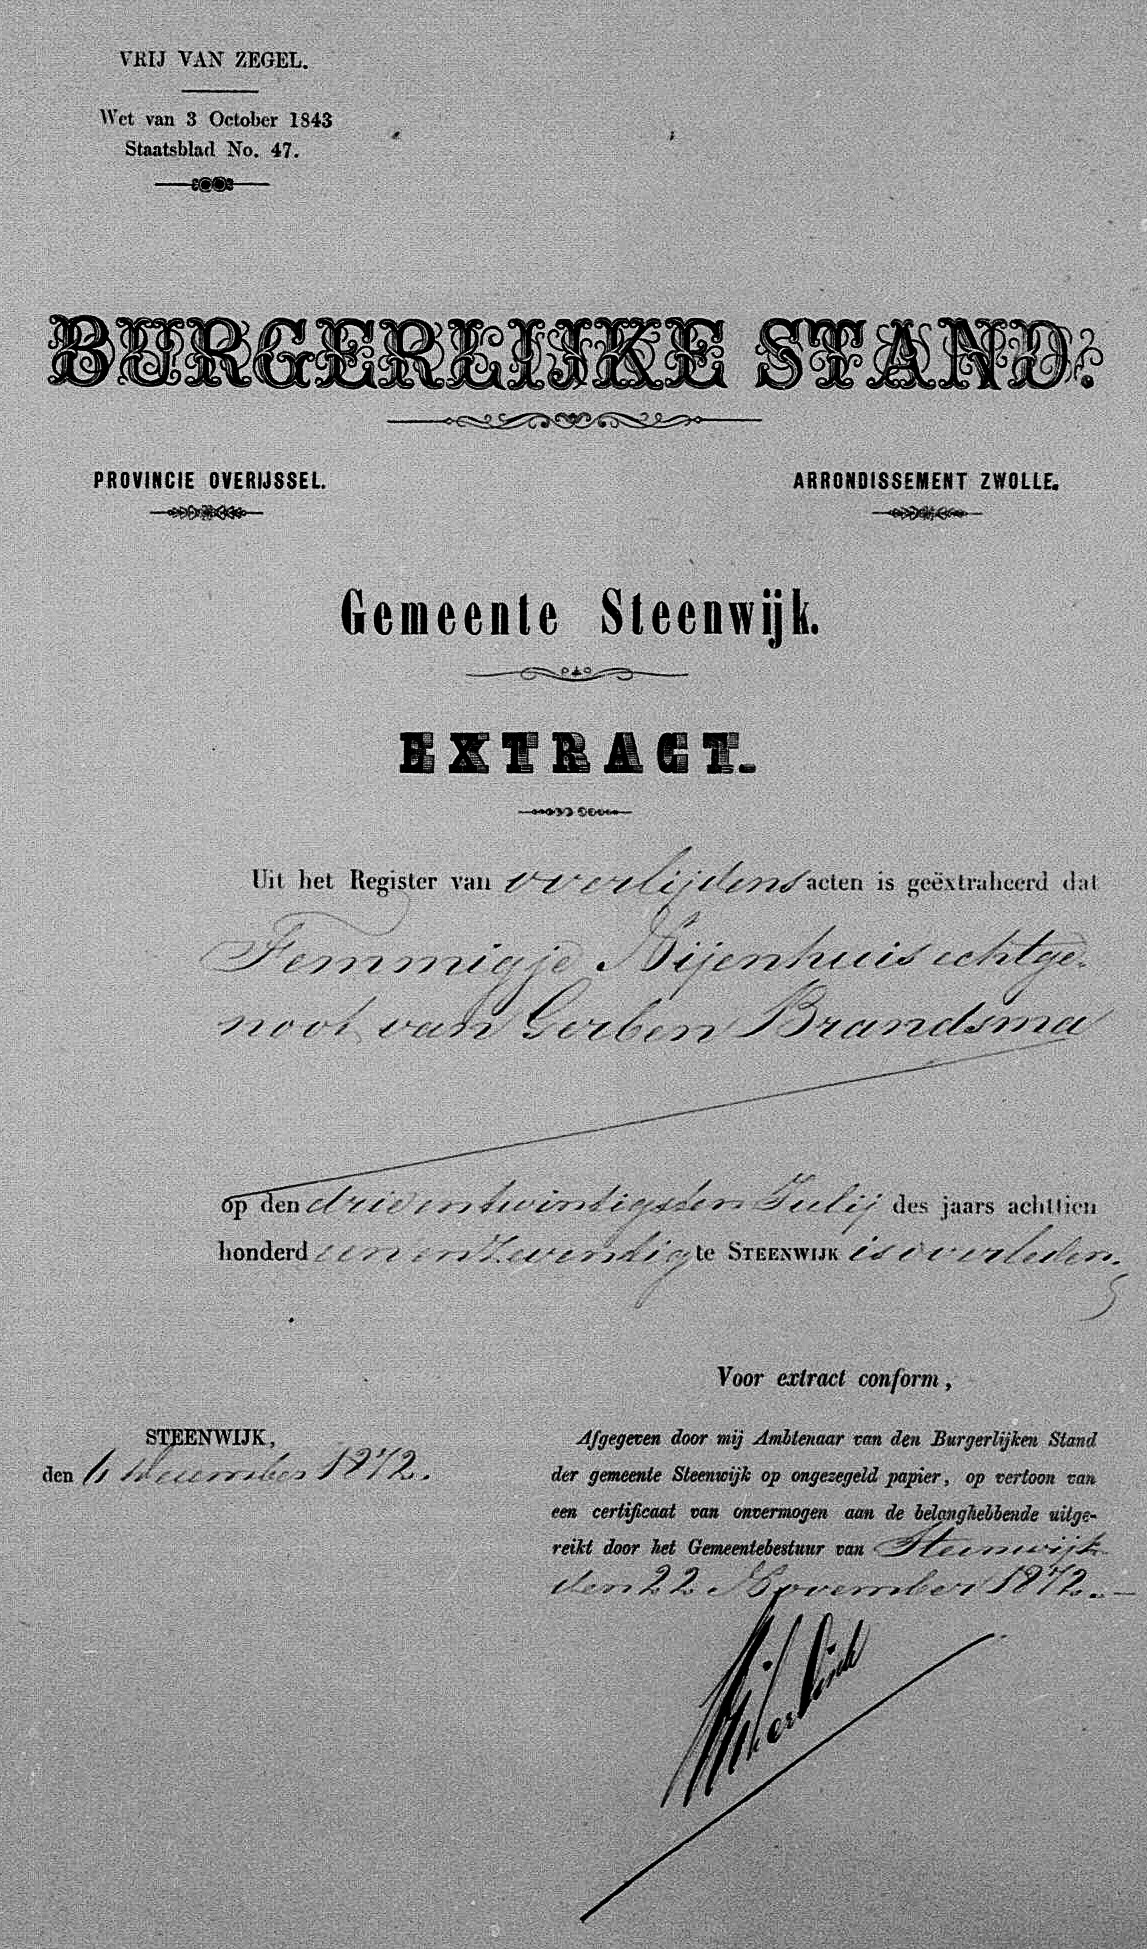 VRIJ VAN ZEGEL.
Wet van 3 October 1843
Staatsblad No. 47.
BURGERLIJKE STAND.
PROVINCIE OVERIJSSEL.
ARRONDISSEMENT ZWOLLE.
Gemeente Steenwijk.
EXTRACT.
Uit het Register van overlijdens acten is geëxtraheerd dat
Femmigje Nijenhuis echtge-
noot van Gerben Brandsma
op den drieentwintigsten Julij des jaars achttien
honderd eenenzeventig te STEENWIJK is overleden.
Voor extract conform,
STEENWIJK,
den 6 December 1872.
Afgegeven door mij Ambtenaar van den Burgerlijken Stand
der gemeente Steenwijk op ongezegeld papier, op vertoon van
een certificaat van onvermogen aan de belanghebbende uitge-
reikt door het Gemeentebestuur van Steenwijk
den 22 November 1872.